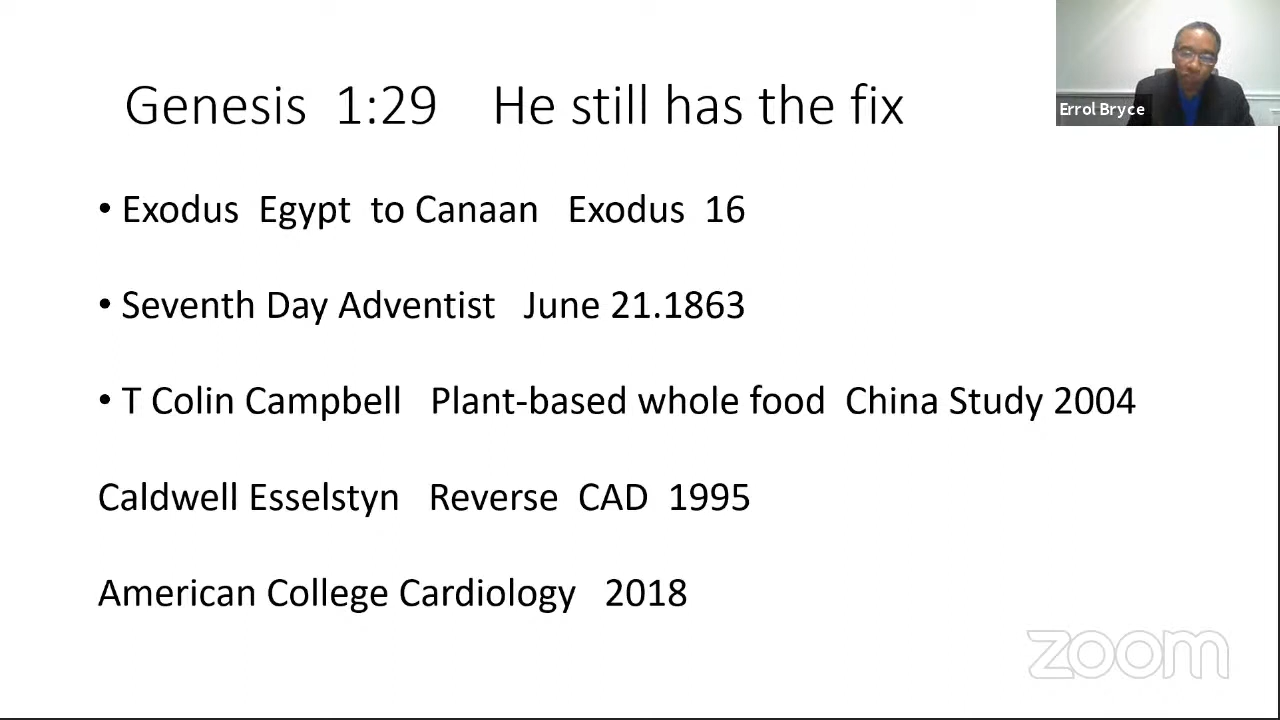 Genesis 1:29 He still has the fix
Errol Bryce
• Exodus Egypt to Canaan Exodus 16
• Seventh Day Adventist June 21.1863
• T Colin Campbell Plant-based whole food China Study 2004
Caldwell Esselstyn Reverse CAD 1995
American College Cardiology 2018
zoom